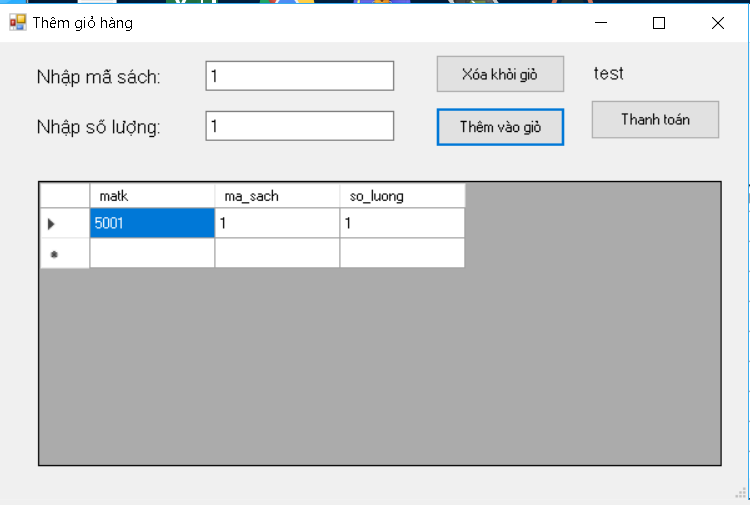 Thêm giỏ hàng
Nhập mã sách: 1 Xóa khỏi giỏ test
Nhập số lượng: 1 Thêm vào giỏ Thanh toán
matk ma_sach so_luong
5001 1 1